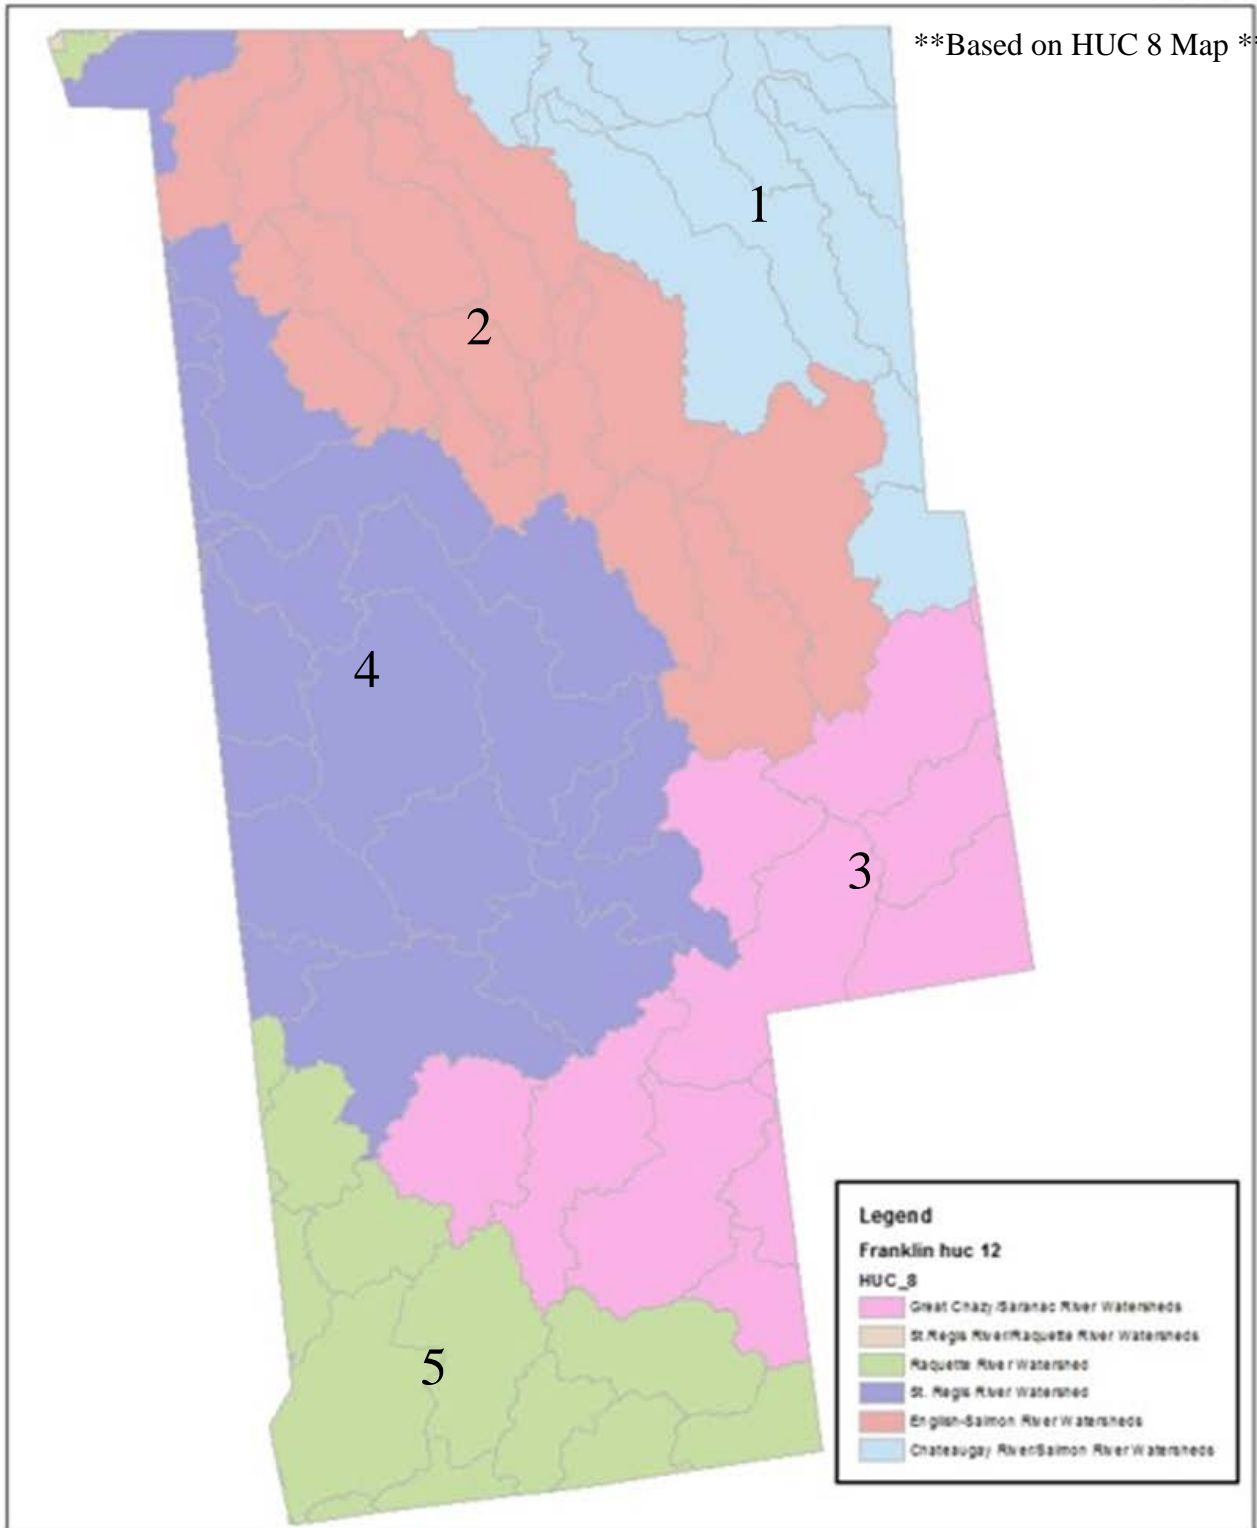 **Based on HUC 8 Map **
1
2
3
4
5
Legend
Franklin huc 12
HUC_8
Great Chazy/Saranac River Watersheds
St.Regis River/Raquette River Watersheds
Raquette River Watershed
St. Regis River Watershed
English-Salmon River Watersheds
Chateaugay River/Salmon River Watersheds